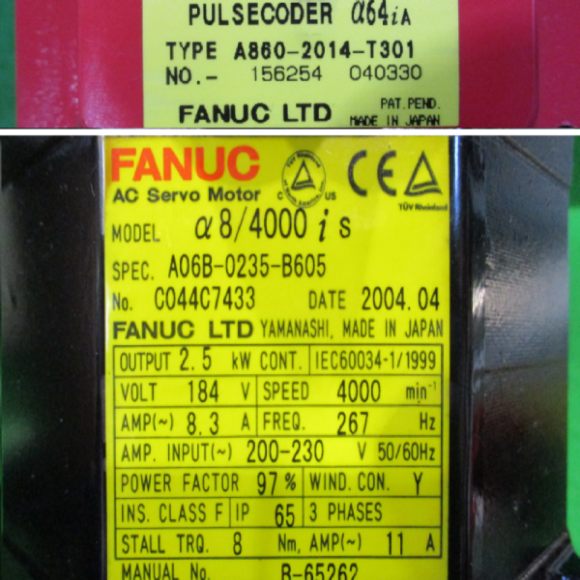 PULSECODER α64iA
TYPE A860-2014-T301
NO.- 156254 040330
PAT.PEND.
FANUC LTD MADE IN JAPAN
FANUC
AC Servo Motor C US CE TÜV Rheinland
MODEL α8/4000 i s
SPEC. A06B-0235-B605
No. C044C7433 DATE 2004.04
FANUC LTD YAMANASHI, MADE IN JAPAN
OUTPUT 2.5 kW CONT. IEC60034-1/1999
VOLT 184 V SPEED 4000 min⁻¹
AMP(~) 8.3 A FREQ. 267 Hz
AMP. INPUT(~) 200-230 V 50/60Hz
POWER FACTOR 97% WIND. CON. Y
INS. CLASS F IP 65 3 PHASES
STALL TRQ. 8 Nm, AMP(~) 11 A
MANUAL No. B-65262